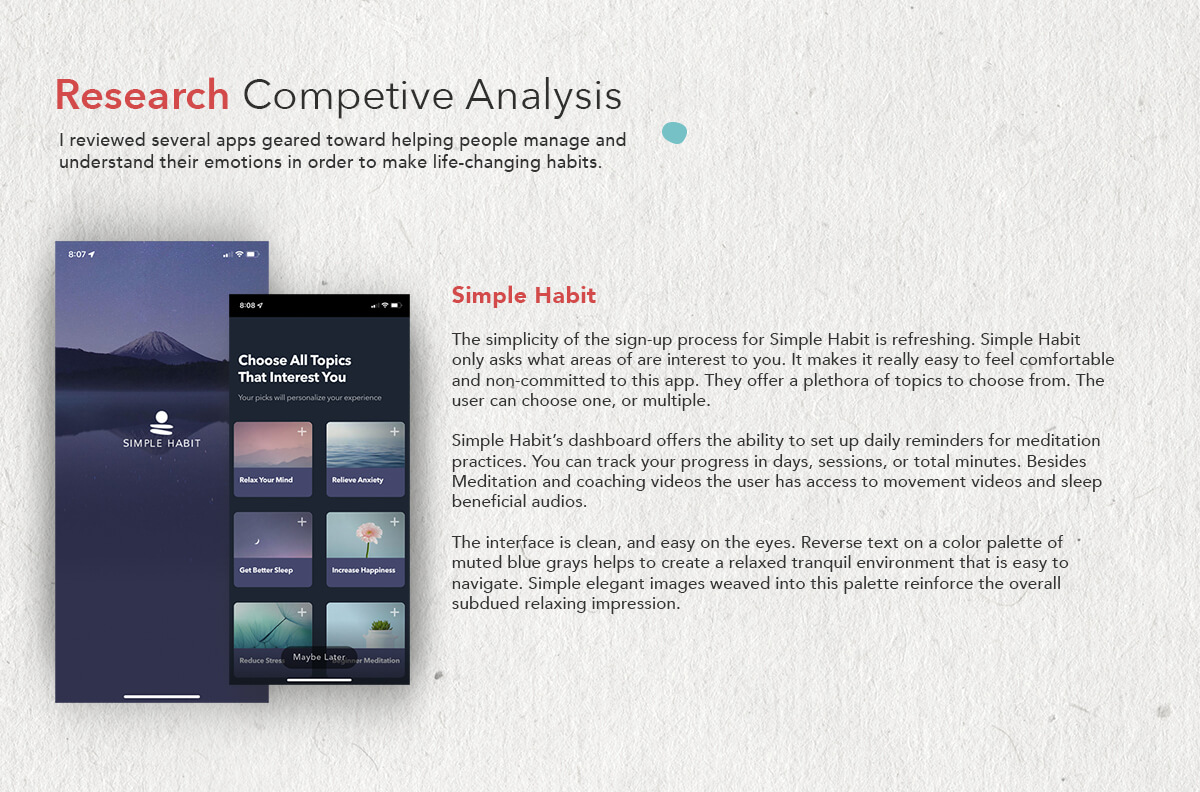 Research Competive Analysis
I reviewed several apps geared toward helping people manage and
understand their emotions in order to make life-changing habits.
8:07
SIMPLE HABIT
8:08
Choose All Topics
That Interest You
Your picks will personalize your experience
Relax Your Mind
Relieve Anxiety
Get Better Sleep
Increase Happiness
Reduce Stress
Beginner Meditation
Maybe Later
Simple Habit
The simplicity of the sign-up process for Simple Habit is refreshing. Simple Habit
only asks what areas of are interest to you. It makes it really easy to feel comfortable
and non-committed to this app. They offer a plethora of topics to choose from. The
user can choose one, or multiple.
Simple Habit’s dashboard offers the ability to set up daily reminders for meditation
practices. You can track your progress in days, sessions, or total minutes. Besides
Meditation and coaching videos the user has access to movement videos and sleep
beneficial audios.
The interface is clean, and easy on the eyes. Reverse text on a color palette of
muted blue grays helps to create a relaxed tranquil environment that is easy to
navigate. Simple elegant images weaved into this palette reinforce the overall
subdued relaxing impression.